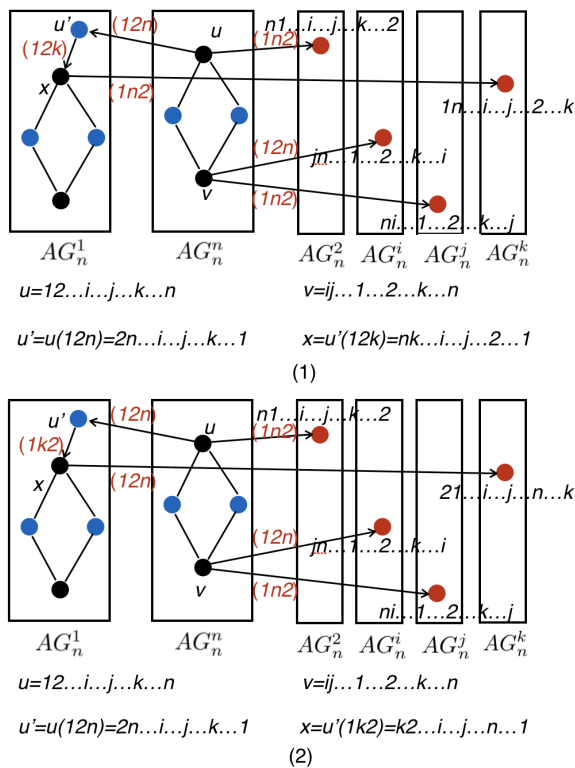 u' (12n) u n1...i...j...k...2
(12k) (1n2)
x (1n2) 1n...i...j...2...k
(12n) jn...1...2...k...i
v (1n2) ni...1...2...k...j
AG_n^1 AG_n^n AG_n^2 AG_n^i AG_n^j AG_n^k
u=12...i...j...k...n v=ij...1...2...k...n
u'=u(12n)=2n...i...j...k...1 x=u'(12k)=nk...i...j...2...1
(1)
u' (12n) u n1...i...j...k...2
(1k2) (1n2)
x (12n) 21...i...j...n...k
(12n) jn...1...2...k...i
v (1n2) ni...1...2...k...j
AG_n^1 AG_n^n AG_n^2 AG_n^i AG_n^j AG_n^k
u=12...i...j...k...n v=ij...1...2...k...n
u'=u(12n)=2n...i...j...k...1 x=u'(1k2)=k2...i...j...n...1
(2)